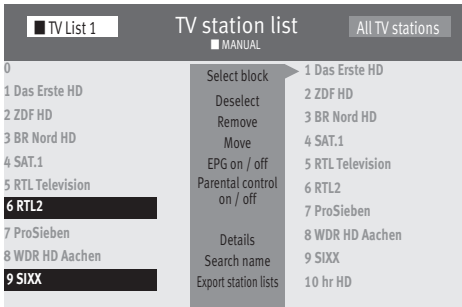 TV List 1
TV station list
MANUAL
All TV stations
0
1 Das Erste HD
2 ZDF HD
3 BR Nord HD
4 SAT.1
5 RTL Television
6 RTL2
7 ProSieben
8 WDR HD Aachen
9 SIXX
Select block
Deselect
Remove
Move
EPG on / off
Parental control
on / off
Details
Search name
Export station lists
1 Das Erste HD
2 ZDF HD
3 BR Nord HD
4 SAT.1
5 RTL Television
6 RTL2
7 ProSieben
8 WDR HD Aachen
9 SIXX
10 hr HD